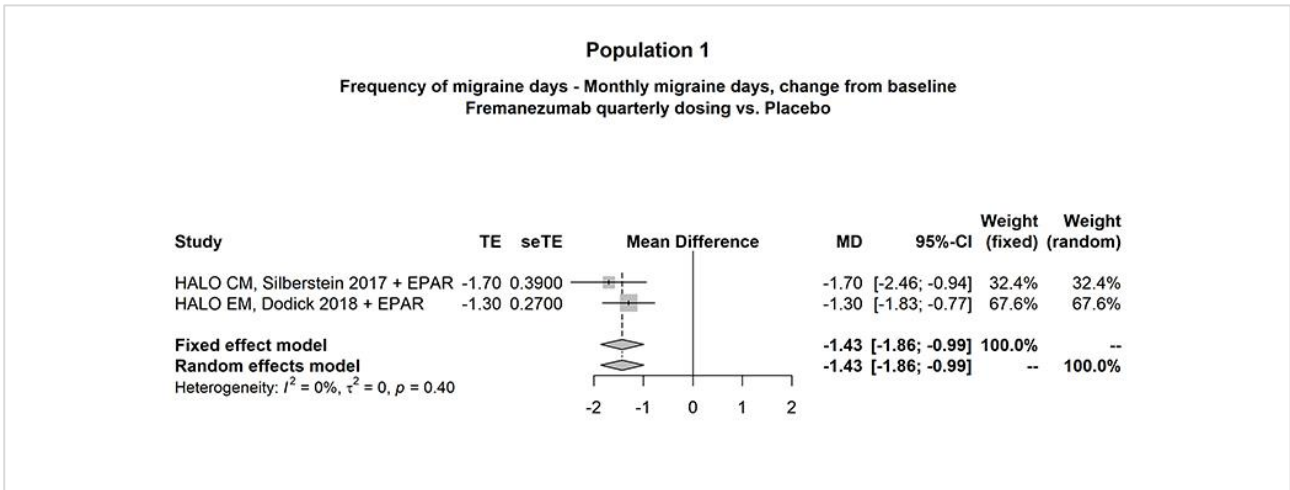 Population 1
Frequency of migraine days - Monthly migraine days, change from baseline
Fremanezumab quarterly dosing vs. Placebo
Weight Weight
Study TE seTE Mean Difference MD 95%-CI (fixed) (random)
HALO CM, Silberstein 2017 + EPAR -1.70 0.3900 -1.70 [-2.46; -0.94] 32.4% 32.4%
HALO EM, Dodick 2018 + EPAR -1.30 0.2700 -1.30 [-1.83; -0.77] 67.6% 67.6%
Fixed effect model -1.43 [-1.86; -0.99] 100.0% --
Random effects model -1.43 [-1.86; -0.99] -- 100.0%
Heterogeneity: I² = 0%, τ² = 0, p = 0.40
-2 -1 0 1 2